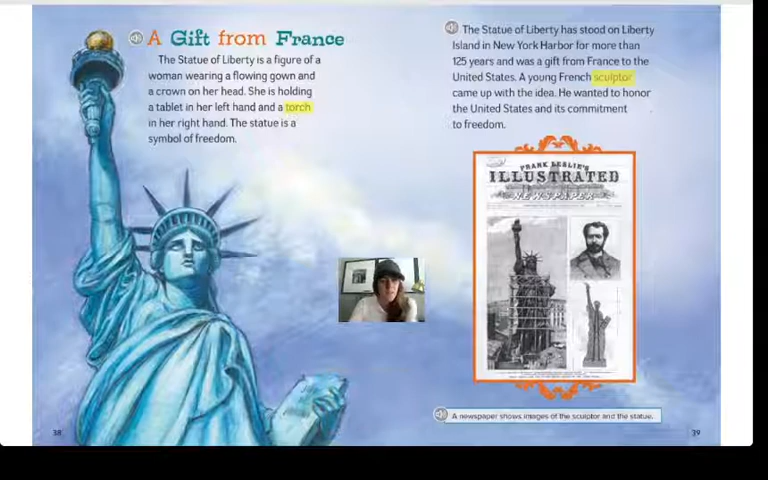 A Gift from France
The Statue of Liberty is a figure of a
woman wearing a flowing gown and
a crown on her head. She is holding
a tablet in her left hand and a torch
in her right hand. The statue is a
symbol of freedom.
38
The Statue of Liberty has stood on Liberty
Island in New York Harbor for more than
125 years and was a gift from France to the
United States. A young French sculptor
came up with the idea. He wanted to honor
the United States and its commitment
to freedom.
FRANK LESLIE'S
ILLUSTRATED
NEWSPAPER
A newspaper shows images of the sculptor and the statue.
39